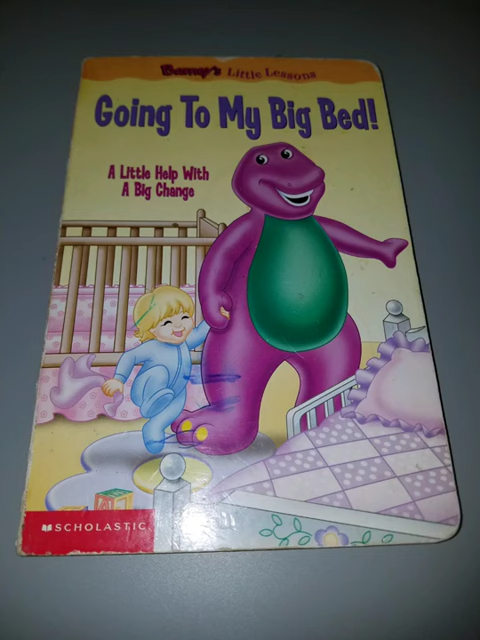 Barney's Little Lessons
Going To My Big Bed!
A Little Help With
A Big Change
SCHOLASTIC